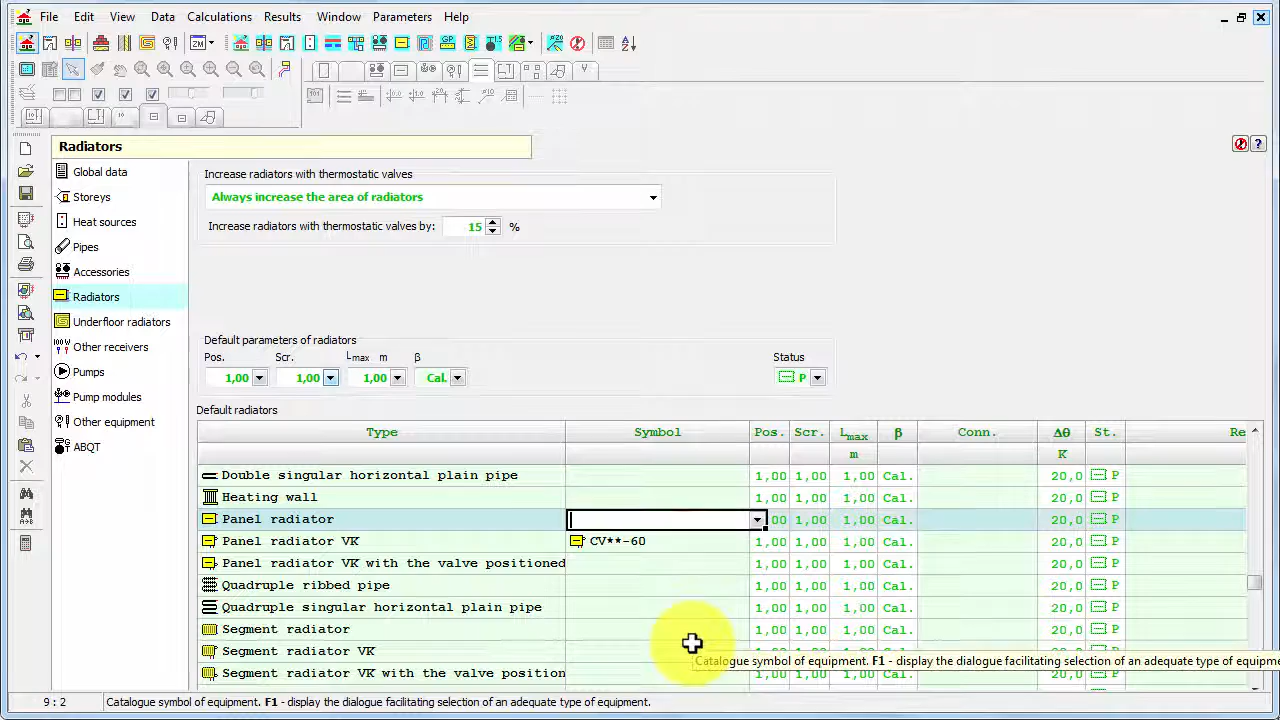 File Edit View Data Calculations Results Window Parameters Help
Radiators
Global data
Storeys
Heat sources
Pipes
Accessories
Radiators
Underfloor radiators
Other receivers
Pumps
Pump modules
Other equipment
ABQT
Increase radiators with thermostatic valves
Always increase the area of radiators
Increase radiators with thermostatic valves by: 15 %
Default parameters of radiators
Pos. Scr. Lmax m β Status
1,00 1,00 1,00 Cal. P
Default radiators
Type Symbol Pos. Scr. Lmax β Conn. Δθ St. Re
m K
Double singular horizontal plain pipe 1,00 1,00 1,00 Cal. 20,0 P
Heating wall 1,00 1,00 1,00 Cal. 20,0 P
Panel radiator 00 1,00 1,00 Cal. 20,0 P
Panel radiator VK CV**-60 1,00 1,00 1,00 Cal. 20,0 P
Panel radiator VK with the valve positioned 1,00 1,00 1,00 Cal. 20,0 P
Quadruple ribbed pipe 1,00 1,00 1,00 Cal. 20,0 P
Quadruple singular horizontal plain pipe 1,00 1,00 1,00 Cal. 20,0 P
Segment radiator 1,00 1,00 1,00 Cal. 20,0 P
Segment radiator VK
Catalogue symbol of equipment. F1 - display the dialogue facilitating selection of an adequate type of equipme
Segment radiator VK with the valve position 1,00 1,00 1,00 Cal. 20,0 P
9 : 2 Catalogue symbol of equipment. F1 - display the dialogue facilitating selection of an adequate type of equipment.